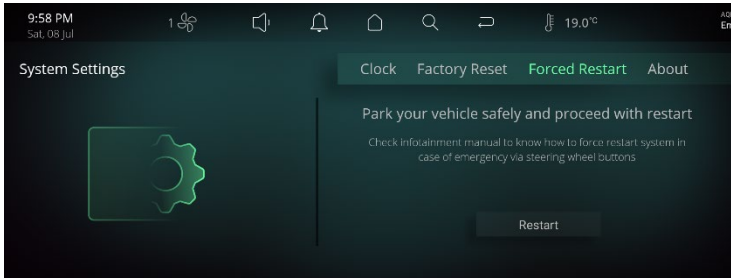 9:58 PM
Sat, 08 Jul
1
19.0°C
System Settings
Clock Factory Reset Forced Restart About
Park your vehicle safely and proceed with restart
Check infotainment manual to know how to force restart system in
case of emergency via steering wheel buttons
Restart